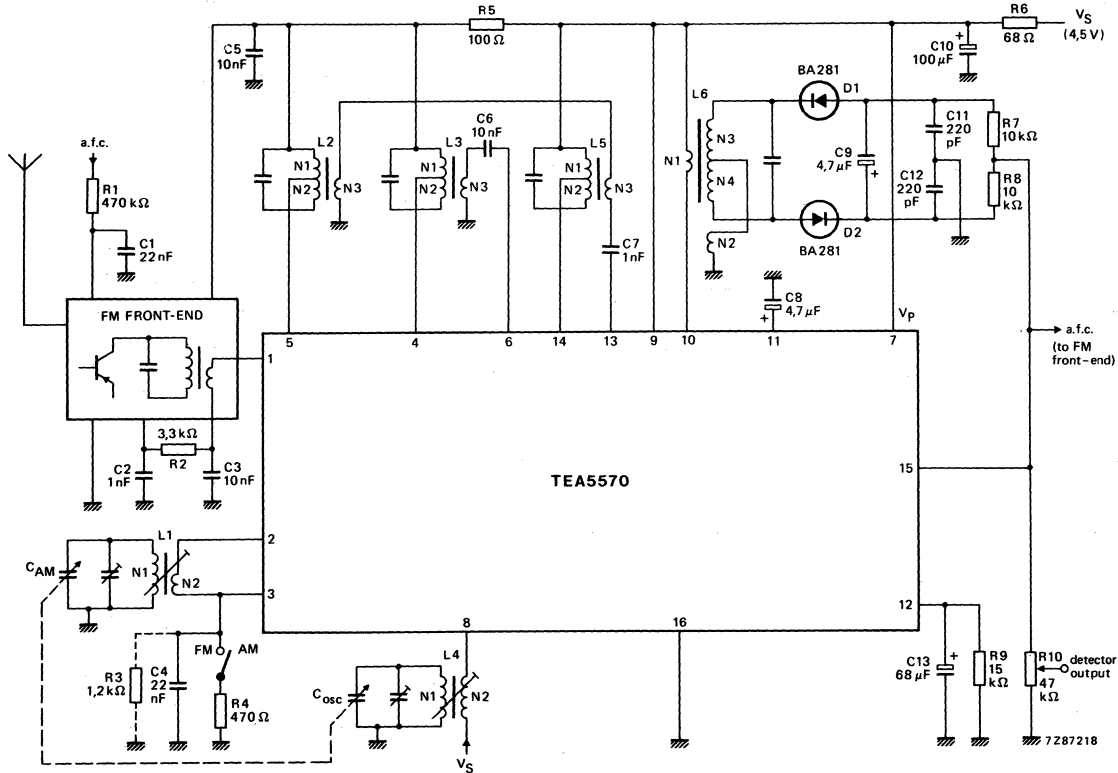 R5
100 Ω
R6
68 Ω
VS
(4,5 V)
C5
10nF
C10
100 µF
+
BA281
D1
L6
N1
N3
N4
N2
C9
4,7 µF
+
C11
220
pF
C12
220
pF
R7
10 kΩ
R8
10
kΩ
D2
BA281
a.f.c.
R1
470 kΩ
C1
22 nF
L2
N1
N2
N3
C6
10 nF
L3
N1
N2
N3
L5
N1
N2
N3
C7
1 nF
C8
4,7 µF
+
VP
FM FRONT-END
a.f.c.
(to FM
front-end)
5
4
6
14
13
9
10
11
7
1
3,3 kΩ
R2
C2
1 nF
C3
10 nF
TEA5570
15
L1
CAM
N1
N2
2
3
12
8
16
FM
AM
R3
1,2 kΩ
C4
22
nF
R4
470 Ω
L4
Cosc
N1
N2
VS
C13
68 µF
+
R9
15
kΩ
R10
47
kΩ
detector
output
7Z87218